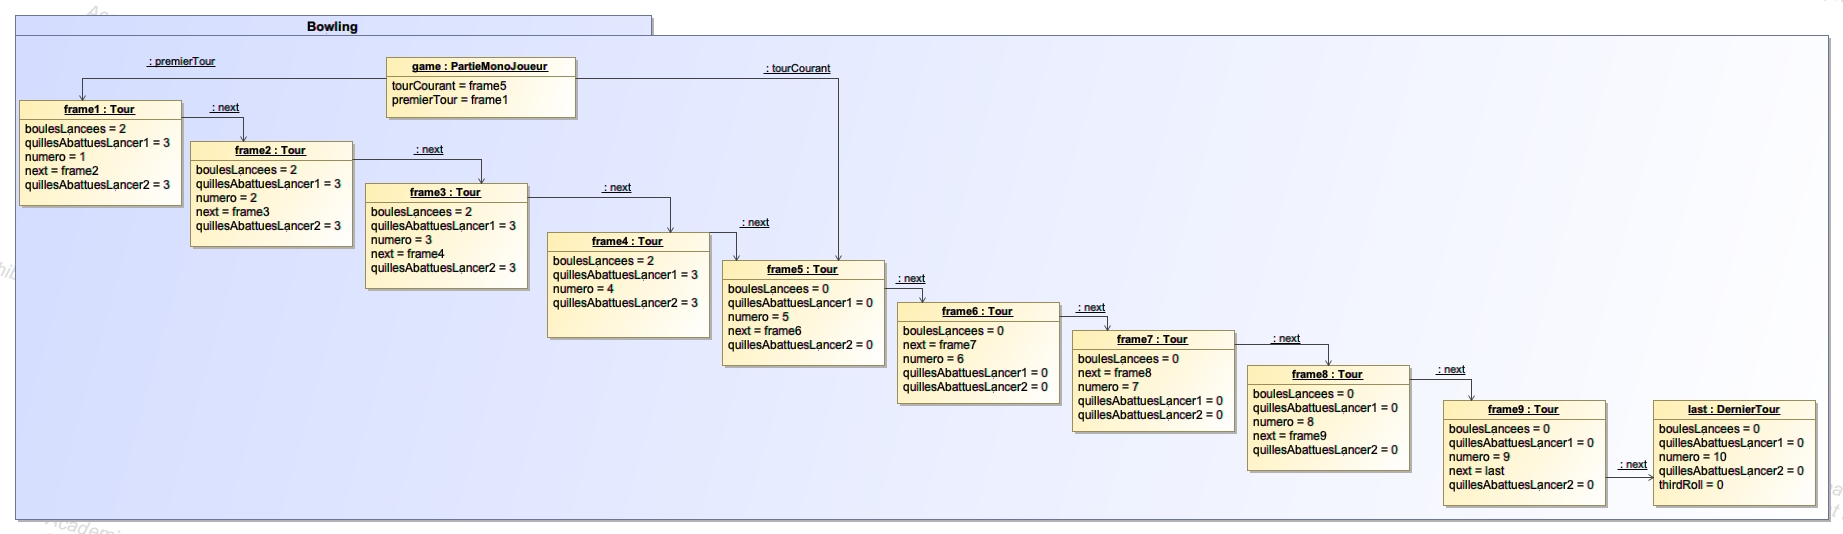 Bowling
: premierTour
game : PartieMonoJoueur
tourCourant = frame5
premierTour = frame1
: tourCourant
frame1 : Tour
boulesLancees = 2
quillesAbattuesLancer1 = 3
numero = 1
next = frame2
quillesAbattuesLancer2 = 3
: next
frame2 : Tour
boulesLancees = 2
quillesAbattuesLancer1 = 3
numero = 2
next = frame3
quillesAbattuesLancer2 = 3
: next
frame3 : Tour
boulesLancees = 2
quillesAbattuesLancer1 = 3
numero = 3
next = frame4
quillesAbattuesLancer2 = 3
: next
frame4 : Tour
boulesLancees = 2
quillesAbattuesLancer1 = 3
numero = 4
quillesAbattuesLancer2 = 3
: next
frame5 : Tour
boulesLancees = 0
quillesAbattuesLancer1 = 0
numero = 5
next = frame6
quillesAbattuesLancer2 = 0
: next
frame6 : Tour
boulesLancees = 0
next = frame7
numero = 6
quillesAbattuesLancer1 = 0
quillesAbattuesLancer2 = 0
: next
frame7 : Tour
boulesLancees = 0
next = frame8
numero = 7
quillesAbattuesLancer1 = 0
quillesAbattuesLancer2 = 0
: next
frame8 : Tour
boulesLancees = 0
quillesAbattuesLancer1 = 0
numero = 8
next = frame9
quillesAbattuesLancer2 = 0
: next
frame9 : Tour
boulesLancees = 0
quillesAbattuesLancer1 = 0
numero = 9
next = last
quillesAbattuesLancer2 = 0
: next
last : DernierTour
boulesLancees = 0
quillesAbattuesLancer1 = 0
numero = 10
quillesAbattuesLancer2 = 0
thirdRoll = 0